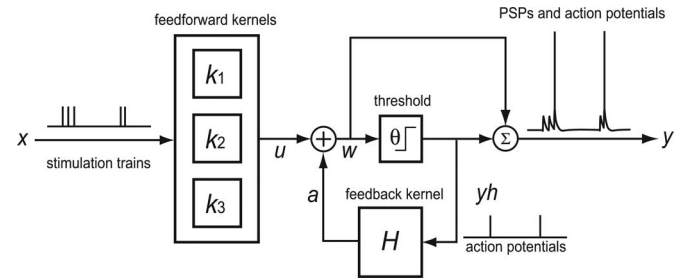 PSPs and action potentials
feedforward kernels
k1
threshold
x
k2
u
+
w
θ
Σ
y
stimulation trains
a
feedback kernel
yh
k3
H
action potentials